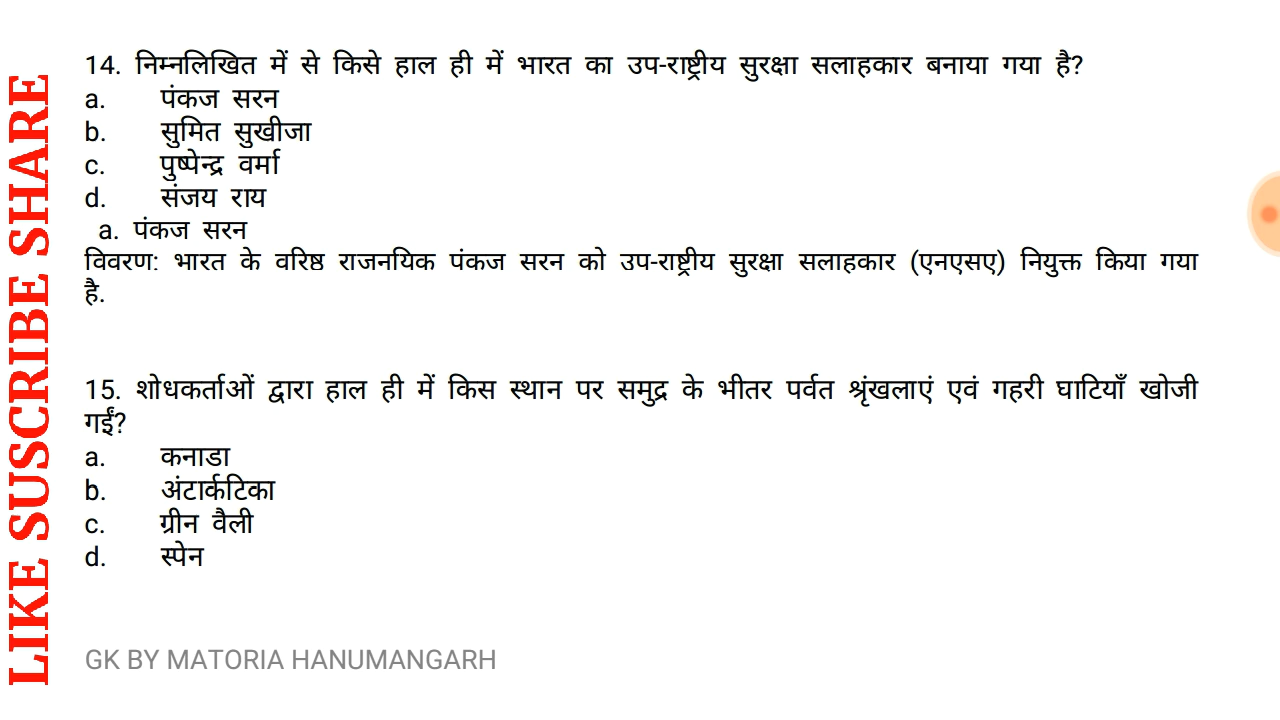 LIKE SUSCRIBE SHARE
14. निम्नलिखित में से किसे हाल ही में भारत का उप-राष्ट्रीय सुरक्षा सलाहकार बनाया गया है?
a. पंकज सरन
b. सुमित सुखीजा
c. पुष्पेन्द्र वर्मा
d. संजय राय
a. पंकज सरन
विवरण: भारत के वरिष्ठ राजनयिक पंकज सरन को उप-राष्ट्रीय सुरक्षा सलाहकार (एनएसए) नियुक्त किया गया
है.
15. शोधकर्ताओं द्वारा हाल ही में किस स्थान पर समुद्र के भीतर पर्वत श्रृंखलाएं एवं गहरी घाटियाँ खोजी
गईं?
a. कनाडा
b. अंटार्कटिका
c. ग्रीन वैली
d. स्पेन
GK BY MATORIA HANUMANGARH